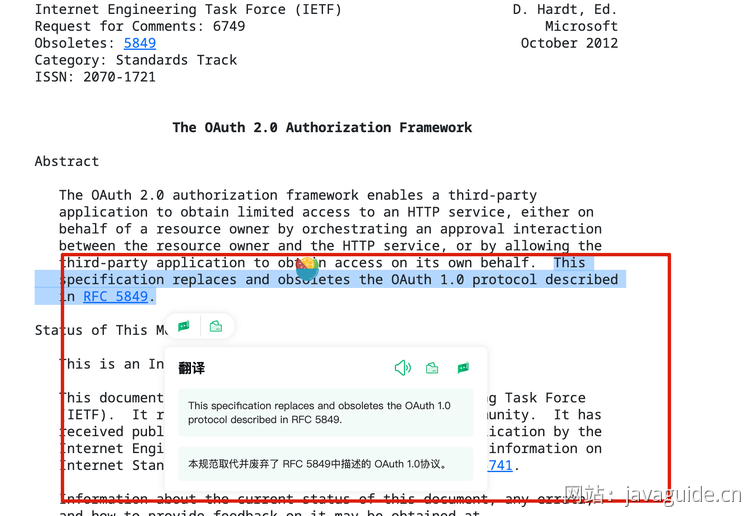 Internet Engineering Task Force (IETF) D. Hardt, Ed.
Request for Comments: 6749 Microsoft
Obsoletes: 5849 October 2012
Category: Standards Track
ISSN: 2070-1721
The OAuth 2.0 Authorization Framework
Abstract
The OAuth 2.0 authorization framework enables a third-party
application to obtain limited access to an HTTP service, either on
behalf of a resource owner by orchestrating an approval interaction
between the resource owner and the HTTP service, or by allowing the
third-party application to obtain access on its own behalf. This
specification replaces and obsoletes the OAuth 1.0 protocol described
in RFC 5849.
Status of This M
This is an In
翻译
This document ng Task Force
(IETF). It r unity. It has
This specification replaces and obsoletes the OAuth 1.0
protocol described in RFC 5849.
received publ ication by the
Internet Engi information on
Internet Stan 741.
本规范取代并废弃了 RFC 5849中描述的 OAuth 1.0协议。
Information about the current status of this document, any errata,
and how to provide feedback on it may be obtained at
网站：javaguide.cn